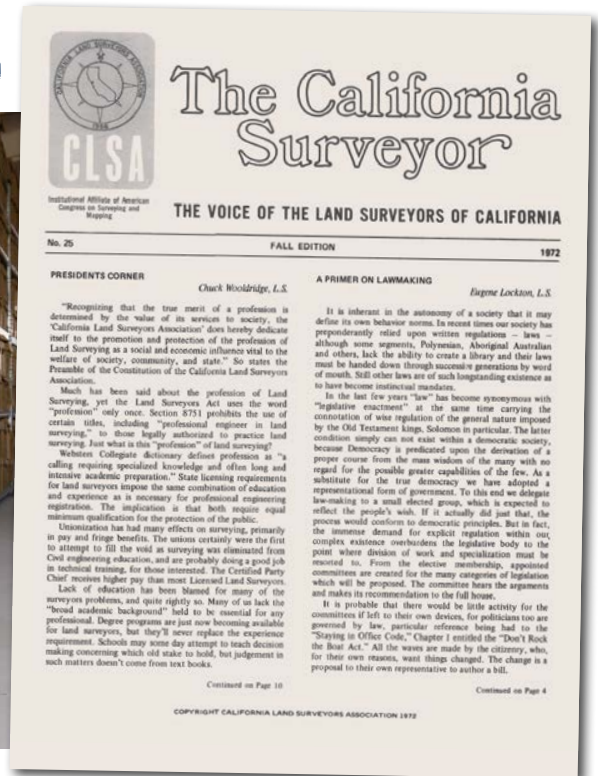 CALIFORNIA LAND SURVEYORS ASSOCIATION
1966
CLSA
Institutional Affiliate of American
Congress on Surveying and
Mapping
The California
Surveyor
THE VOICE OF THE LAND SURVEYORS OF CALIFORNIA
No. 25
FALL EDITION
1972
PRESIDENTS CORNER
Chuck Wooldridge, L.S.
"Recognizing that the true merit of a profession is
determined by the value of its services to society, the
'California Land Surveyors Association' does hereby dedicate
itself to the promotion and protection of the profession of
Land Surveying as a social and economic influence vital to the
welfare of society, community, and state." So states the
Preamble of the Constitution of the California Land Surveyors
Association.
Much has been said about the profession of Land
Surveying, yet the Land Surveyors Act uses the word
"profession" only once. Section 8751 prohibits the use of
certain titles, including "professional engineer in land
surveying," to those legally authorized to practice land
surveying. Just what is this "profession" of land surveying?
Websters Collegiate dictionary defines profession as "a
calling requiring specialized knowledge and often long and
intensive academic preparation." State licensing requirements
for land surveyors impose the same combination of education
and experience as is necessary for professional engineering
registration. The implication is that both require equal
minimum qualification for the protection of the public.
Unionization has had many effects on surveying, primarily
in pay and fringe benefits. The unions certainly were the first
to attempt to fill the void as surveying was eliminated from
Civil engineering education, and are probably doing a good job
in technical training, for those interested. The Certified Party
Chief receives higher pay than most Licensed Land Surveyors.
Lack of education has been blamed for many of the
surveyors problems, and quite rightly so. Many of us lack the
"broad academic background" held to be essential for any
professional. Degree programs are just now becoming available
for land surveyors, but they'll never replace the experience
requirement. Schools may some day attempt to teach decision
making concerning which old stake to hold, but judgement in
such matters doesn't come from text books.
Continued on Page 10
A PRIMER ON LAWMAKING
Eugene Lockton, L.S.
It is inherant in the autonomy of a society that it may
define its own behavior norms. In recent times our society has
preponderantly relied upon written regulations – laws –
although some segments, Polynesian, Aboriginal Australian
and others, lack the ability to create a library and their laws
must be handed down through successive generations by word
of mouth. Still other laws are of such longstanding existence as
to have become instinctual mandates.
In the last few years "law" has become synonymous with
"legislative enactment" at the same time carrying the
connotation of wise regulation of the general nature imposed
by the Old Testament kings, Solomon in particular. The latter
condition simply can not exist within a democratic society,
because Democracy is predicated upon the derivation of a
proper course from the mass wisdom of the many with no
regard for the possible greater capabilities of the few. As a
substitute for the true democracy we have adopted a
representational form of government. To this end we delegate
law-making to a small elected group, which is expected to
reflect the people's wish. If it actually did just that, the
process would conform to democratic principles. But in fact,
the immense demand for explicit regulation within our
complex existence overburdens the legislative body to the
point where division of work and specialization must be
resorted to. From the elective membership, appointed
committees are created for the many categories of legislation
which will be proposed. The committee hears the arguments
and makes its recommendation to the full house.
It is probable that there would be little activity for the
committees if left to their own devices, for politicians too are
governed by law, particular reference being had to the
"Staying in Office Code," Chapter 1 entitled the "Don't Rock
the Boat Act." All the waves are made by the citizenry, who,
for their own reasons, want things changed. The change is a
proposal to their own representative to author a bill.
Continued on Page 4
COPYRIGHT CALIFORNIA LAND SURVEYORS ASSOCIATION 1972